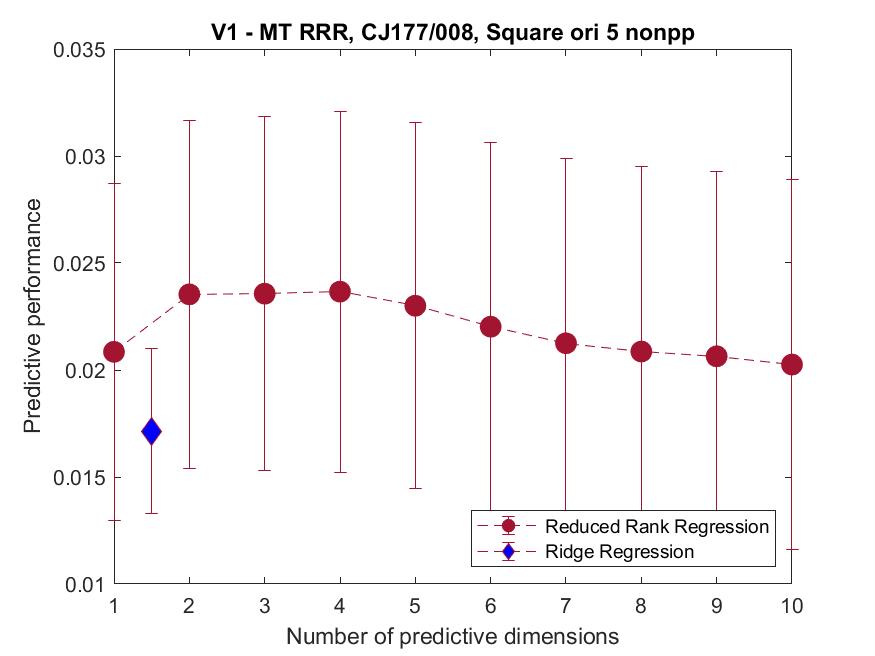 V1 - MT RRR, CJ177/008, Square ori 5 nonpp
0.035
0.03
0.025
0.02
0.015
0.01
Predictive performance
1 2 3 4 5 6 7 8 9 10
Number of predictive dimensions
Reduced Rank Regression
Ridge Regression